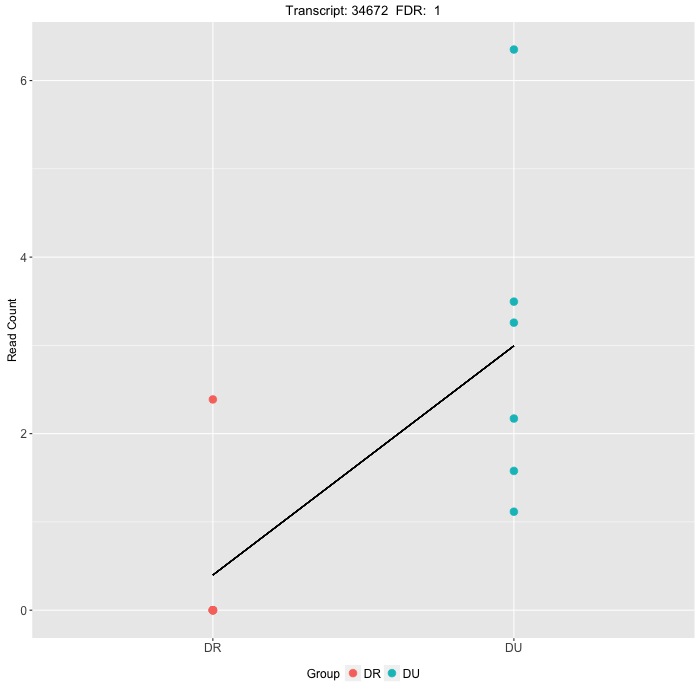 Transcript: 34672 FDR: 1
6
4
2
0
Read Count
DR DU
Group DR DU